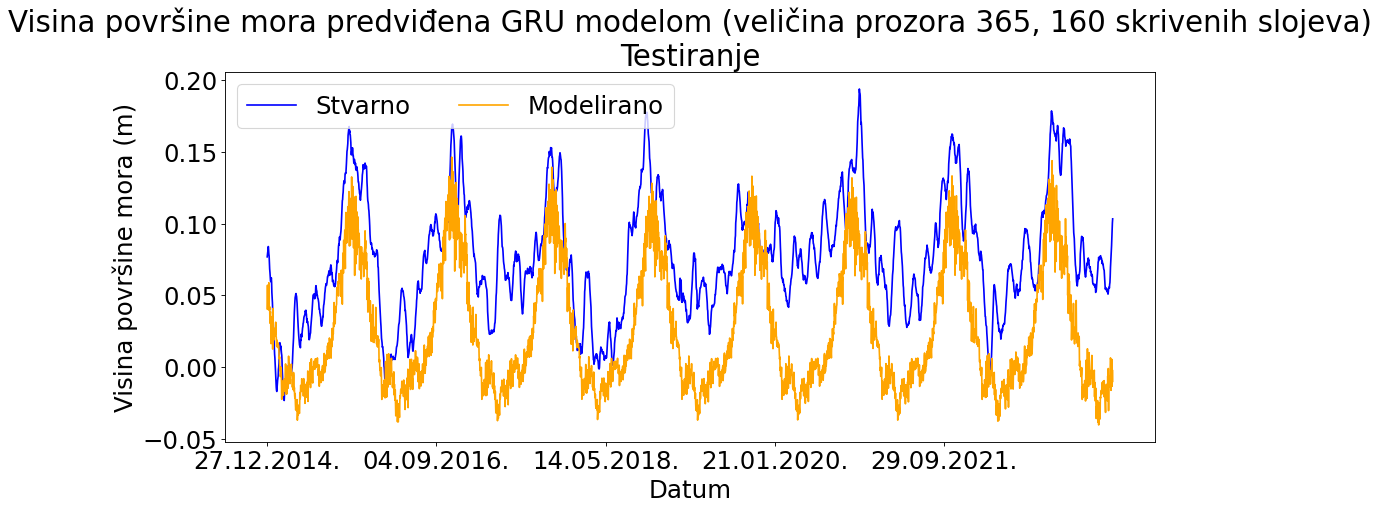 Visina površine mora predviđena GRU modelom (veličina prozora 365, 160 skrivenih slojeva)
Testiranje
Stvarno
Modelirano
Visina površine mora (m)
0.20
0.15
0.10
0.05
0.00
−0.05
27.12.2014.
04.09.2016.
14.05.2018.
21.01.2020.
29.09.2021.
Datum